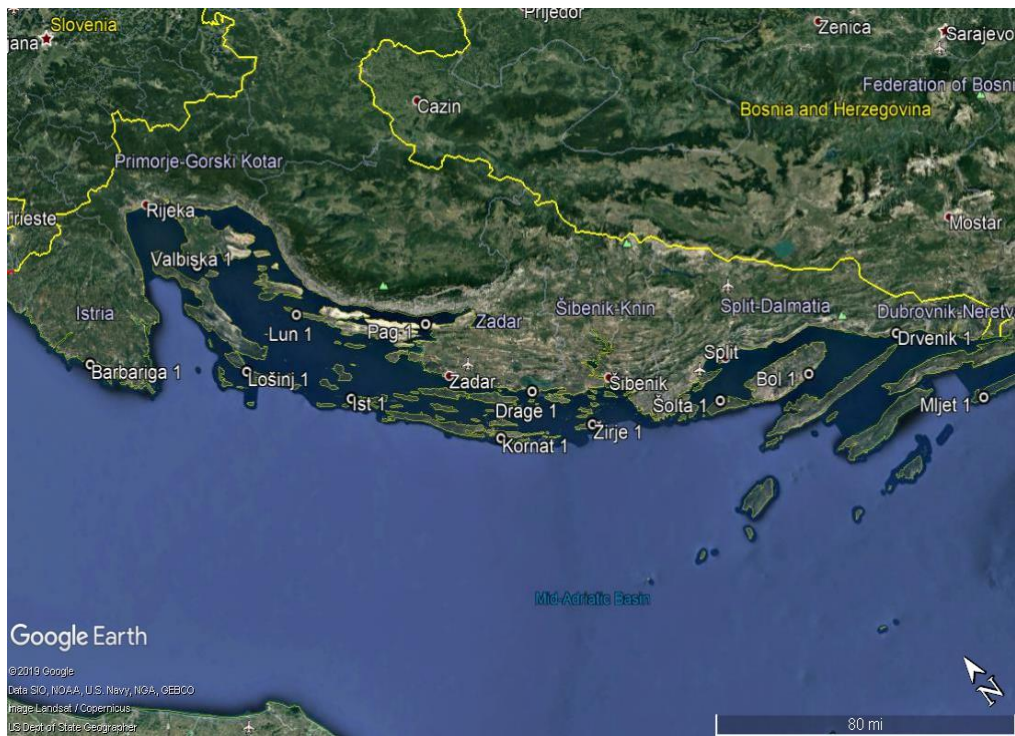 Slovenia
jana
Prijedor
Zenica
Sarajevo
Federation of Bosni
Cazin
Bosnia and Herzegovina
Primorje-Gorski Kotar
Rijeka
Trieste
Mostar
Valbiska 1
Istria
Lun 1
Pag 1
Zadar
Šibenik-Knin
Split-Dalmatia
Dubrovnik-Neretv
Drvenik 1
Barbariga 1
Lošinj 1
Zadar
Šibenik
Split
Bol 1
Ist 1
Drage 1
Šolta 1
Mljet 1
Kornat 1
Žirje 1
Mid-Adriatic Basin
Google Earth
©2019 Google
Data SIO, NOAA, U.S. Navy, NGA, GEBCO
Image Landsat / Copernicus
US Dept of State Geographer
80 mi
N